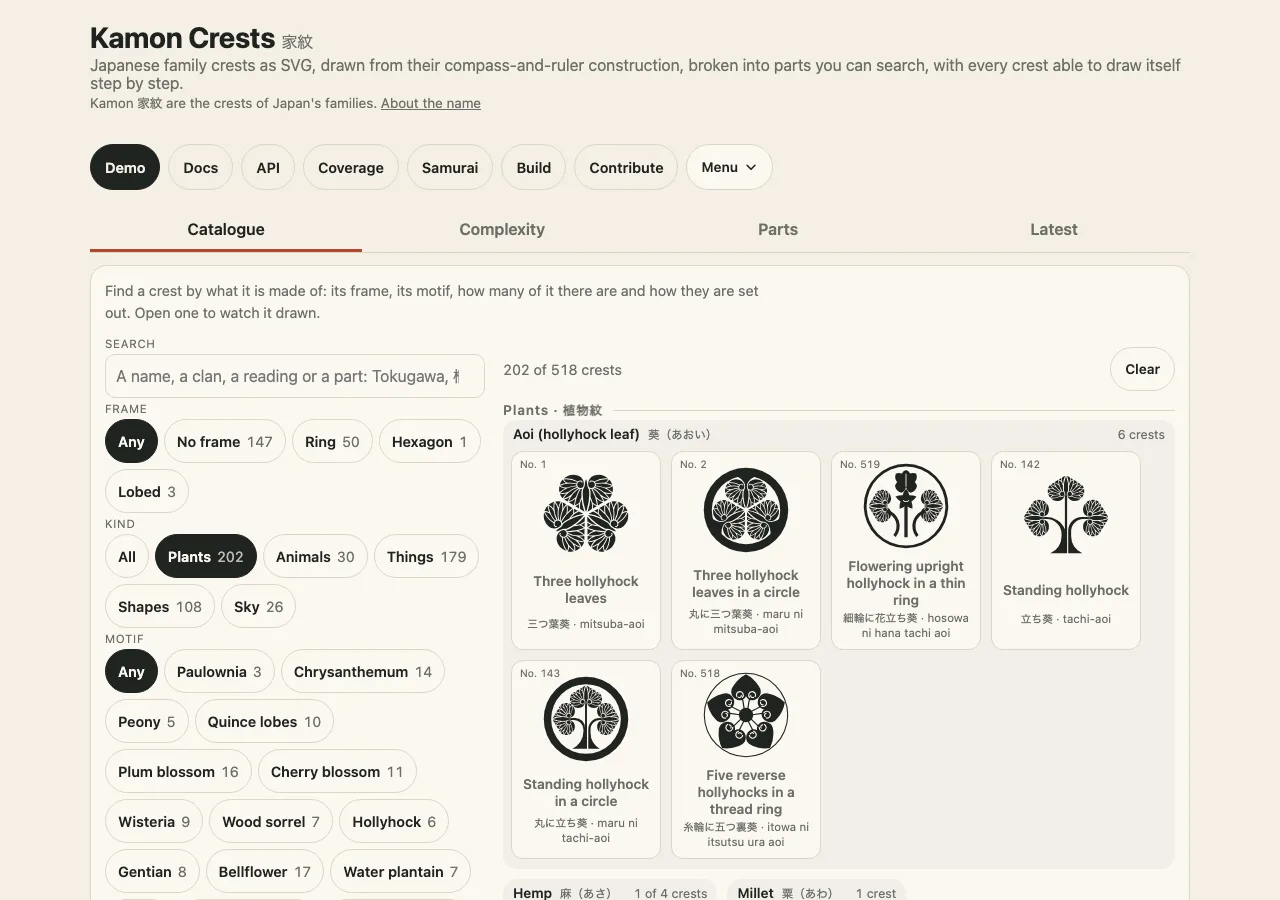 Kamon Crests 家紋
Japanese family crests as SVG, drawn from their compass-and-ruler construction, broken into parts you can search, with every crest able to draw itself
step by step.
Kamon 家紋 are the crests of Japan's families. About the name
Demo Docs API Coverage Samurai Build Contribute Menu
Catalogue Complexity Parts Latest
Find a crest by what it is made of: its frame, its motif, how many of it there are and how they are set
out. Open one to watch it drawn.
SEARCH
A name, a clan, a reading or a part: Tokugawa,
FRAME
Any No frame 147 Ring 50 Hexagon 1
Lobed 3
KIND
All Plants 202 Animals 30 Things 179
Shapes 108 Sky 26
MOTIF
Any Paulownia 3 Chrysanthemum 14
Peony 5 Quince lobes 10
Plum blossom 16 Cherry blossom 11
Wisteria 9 Wood sorrel 7 Hollyhock 6
Gentian 8 Bellflower 17 Water plantain 7
202 of 518 crests
Clear
Plants · 植物紋
Aoi (hollyhock leaf) 葵（あおい） 6 crests
No. 1
Three hollyhock
leaves
三つ葉葵 · mitsuba-aoi
No. 2
Three hollyhock
leaves in a circle
丸に三つ葉葵 · maru ni
mitsuba-aoi
No. 519
Flowering upright
hollyhock in a thin
ring
細輪に花立ち葵 · hosowa
ni hana tachi aoi
No. 142
Standing hollyhock
立ち葵 · tachi-aoi
No. 143
Standing hollyhock
in a circle
丸に立ち葵 · maru ni
tachi-aoi
No. 518
Five reverse
hollyhocks in a
thread ring
糸輪に五つ裏葵 · itowa ni
itsutsu ura aoi
Hemp 麻（あさ） 1 of 4 crests
Millet 粟（あわ） 1 crest